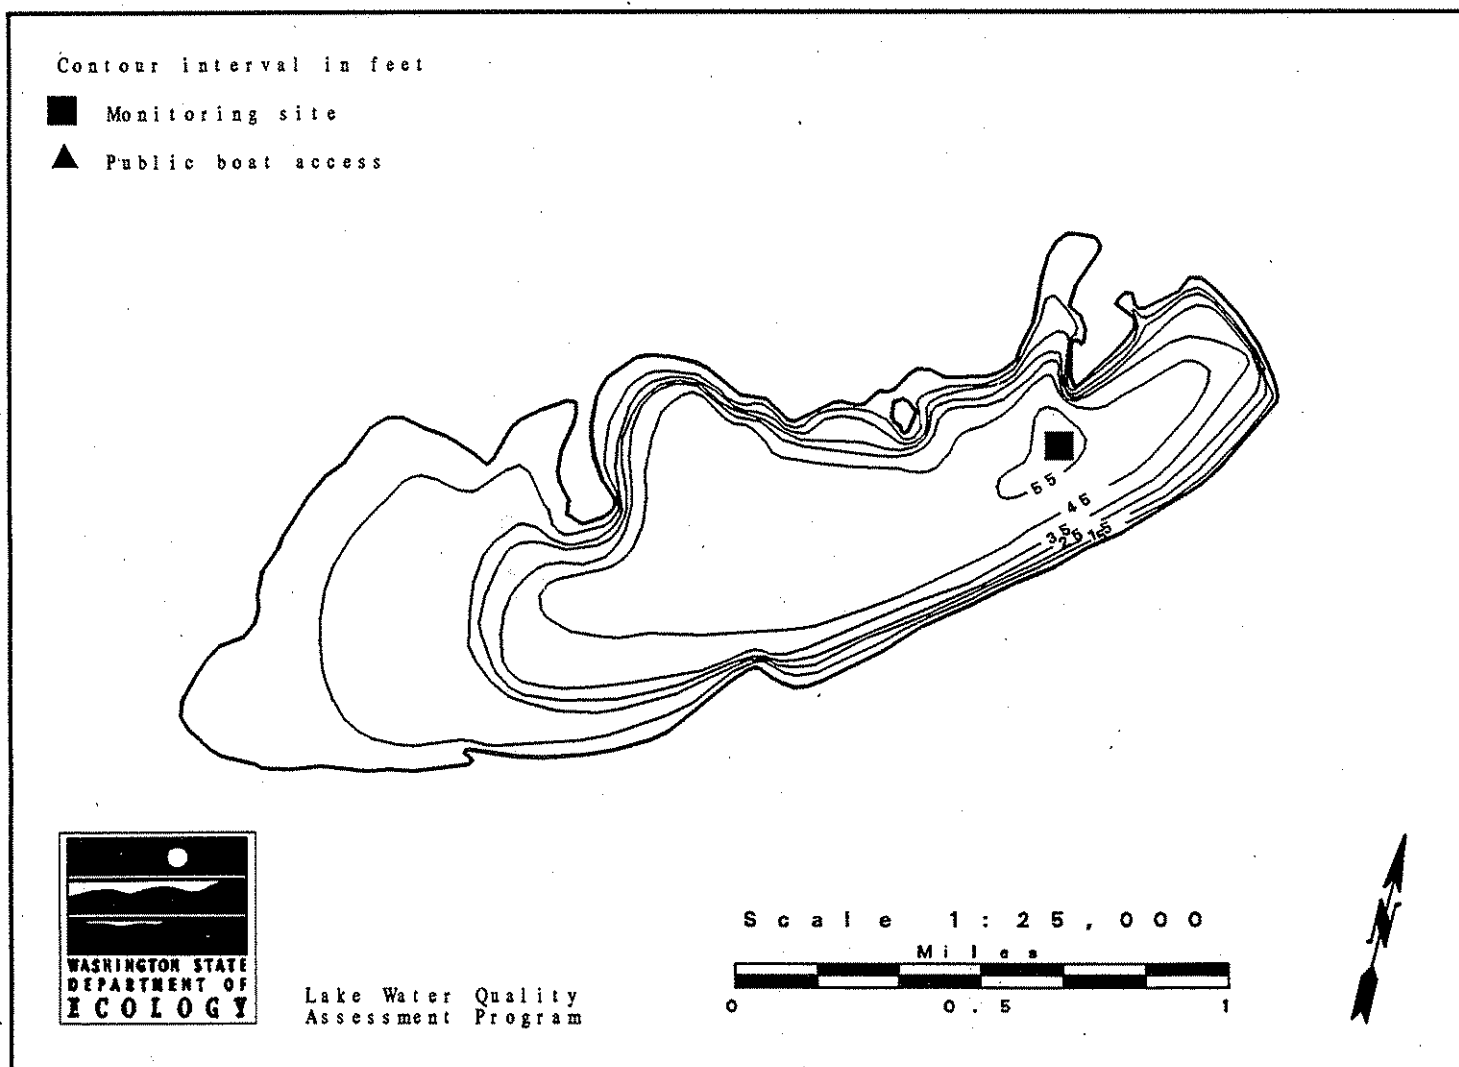 Contour interval in feet
Monitoring site
Public boat access
55
45
35
25
15
5
Scale 1:25,000
Miles
0 0.5 1
N
WASHINGTON STATE
DEPARTMENT OF
ECOLOGY
Lake Water Quality
Assessment Program